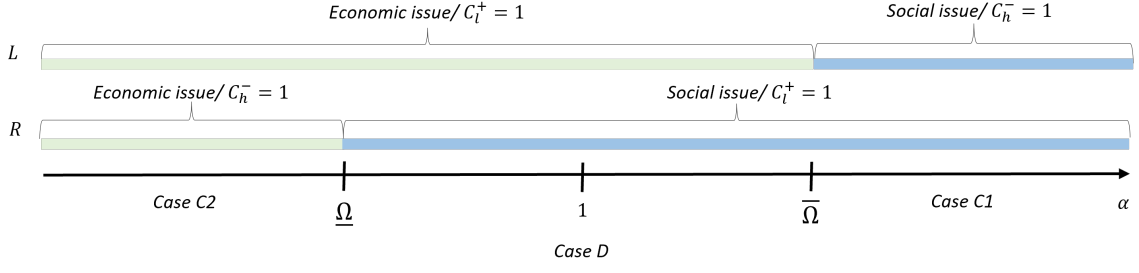 Economic issue/ C_l^+ = 1
Social issue/ C_h^- = 1
L
Economic issue/ C_h^- = 1
Social issue/ C_l^+ = 1
R
Case C2
Ω̲
1
Ω̅
Case C1
α
Case D